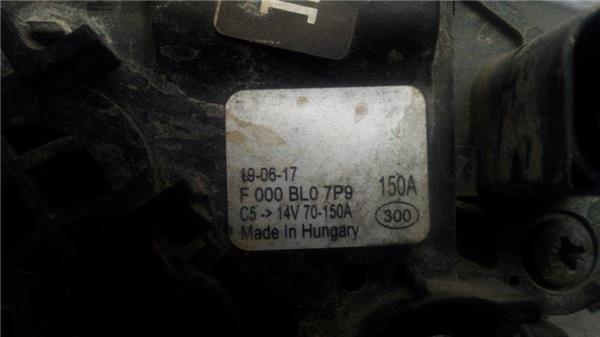 19-06-17
F 000 BL0 7P9 150A
C5 -> 14V 70-150A 300
Made In Hungary